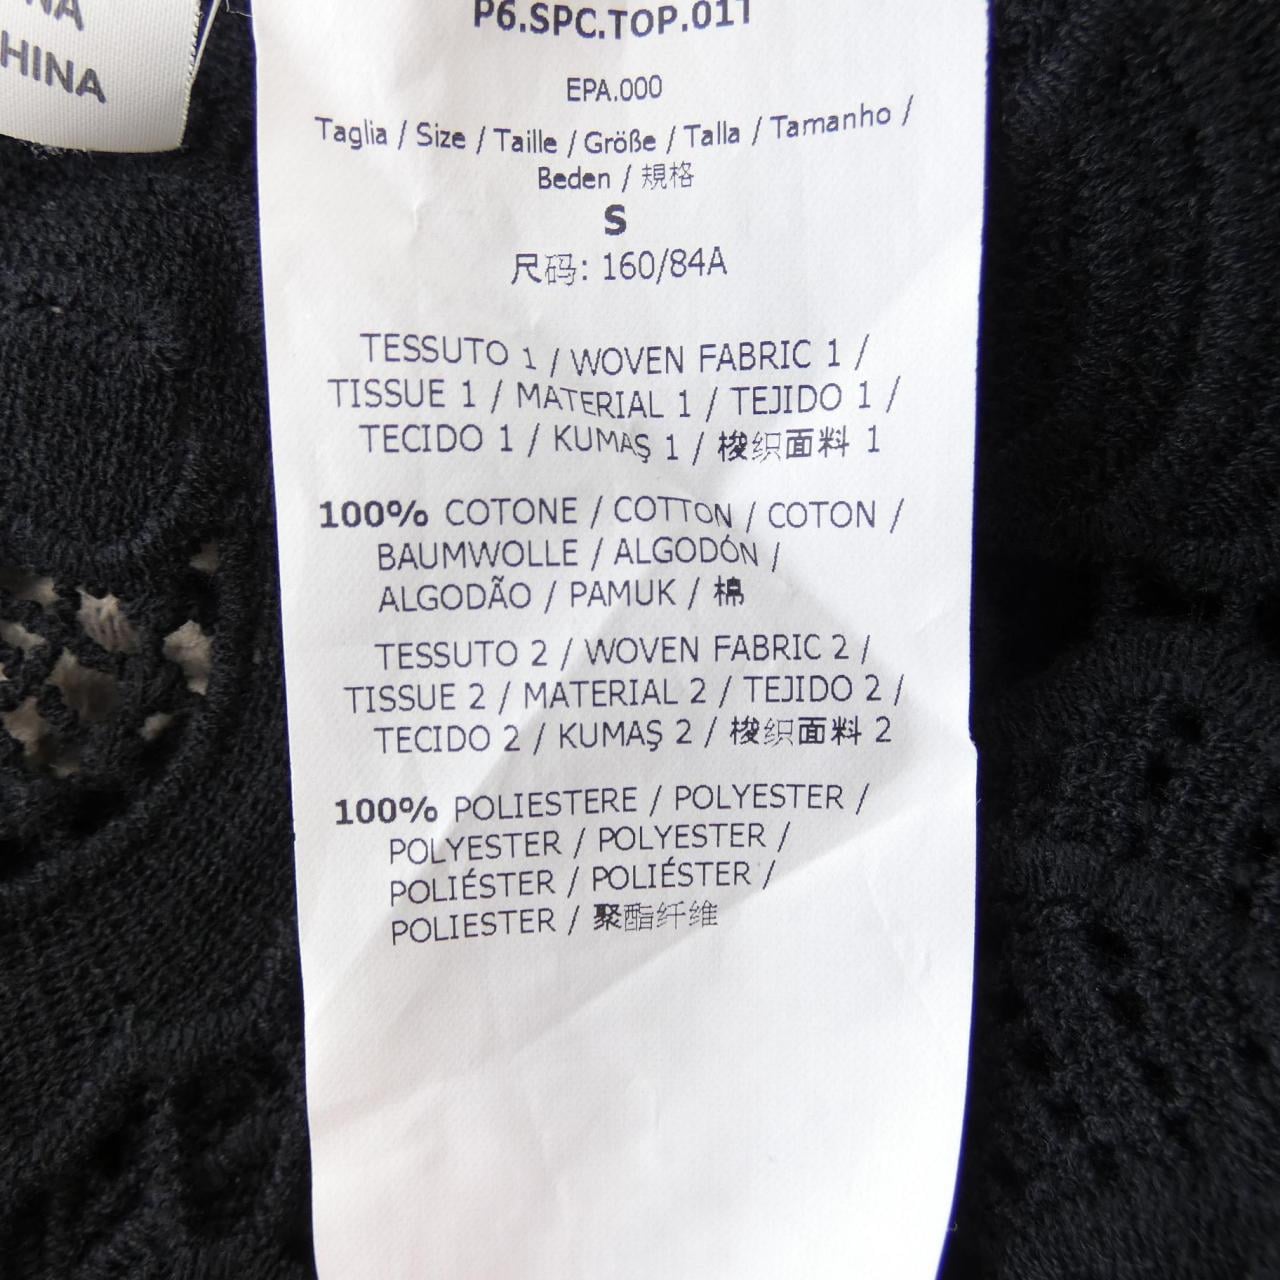 HINA
P6.SPC.TOP.01T
EPA.000
Taglia / Size / Taille / Größe / Talla / Tamanho /
Beden / 規格
S
尺码: 160/84A
TESSUTO 1 / WOVEN FABRIC 1 /
TISSUE 1 / MATERIAL 1 / TEJIDO 1 /
TECIDO 1 / KUMAŞ 1 / 梭织面料 1
100% COTONE / COTTON / COTON /
BAUMWOLLE / ALGODÓN /
ALGODÃO / PAMUK / 棉
TESSUTO 2 / WOVEN FABRIC 2 /
TISSUE 2 / MATERIAL 2 / TEJIDO 2 /
TECIDO 2 / KUMAŞ 2 / 梭织面料 2
100% POLIESTERE / POLYESTER /
POLYESTER / POLYESTER /
POLIÉSTER / POLIÉSTER /
POLIESTER / 聚酯纤维